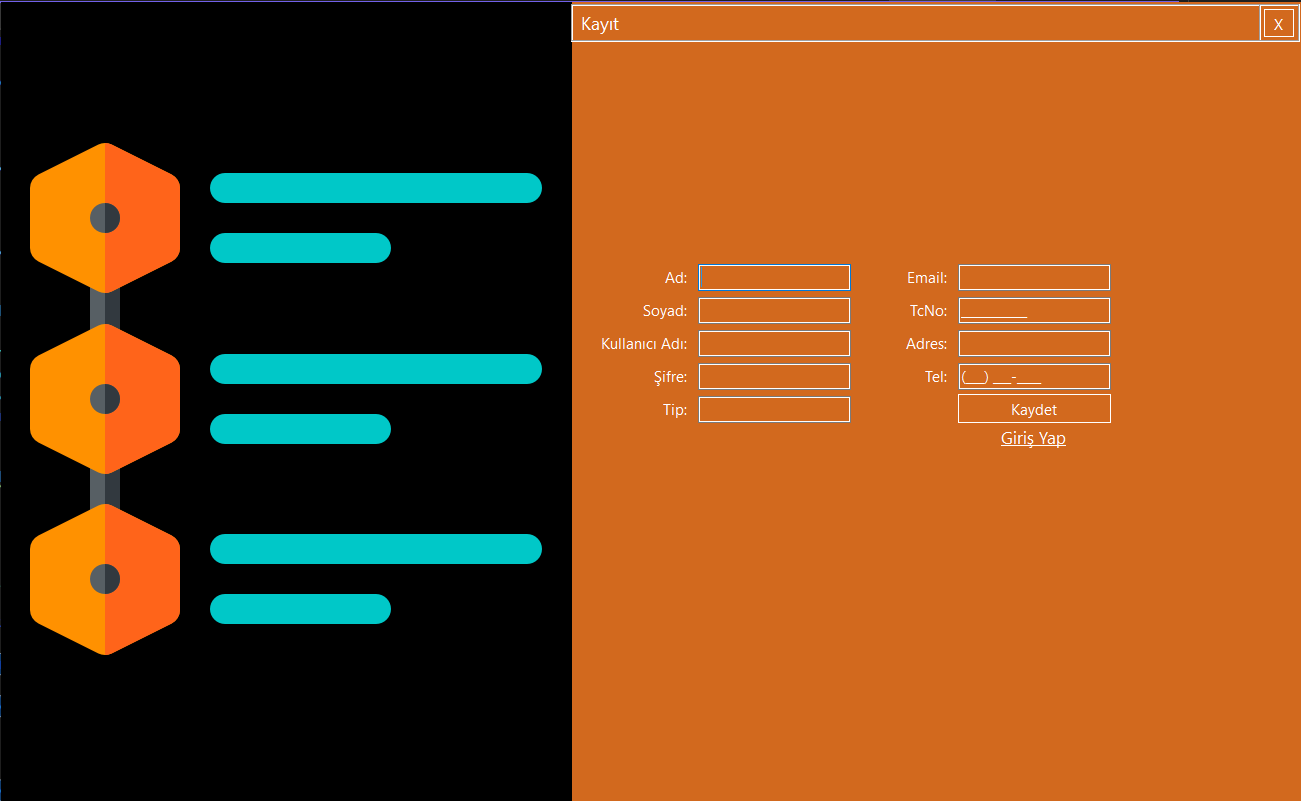 Kayıt
X
Ad:
Soyad:
Kullanıcı Adı:
Şifre:
Tip:
Email:
TcNo: ___________
Adres:
Tel: (___) ___-____
Kaydet
Giriş Yap